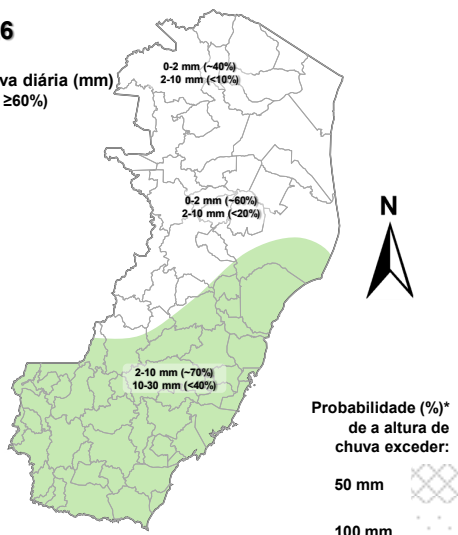 6
va diária (mm)
≥60%)
0-2 mm (~40%)
2-10 mm (<10%)
0-2 mm (~60%)
2-10 mm (<20%)
N
2-10 mm (~70%)
10-30 mm (<40%)
Probabilidade (%)*
de a altura de
chuva exceder:
50 mm
100 mm